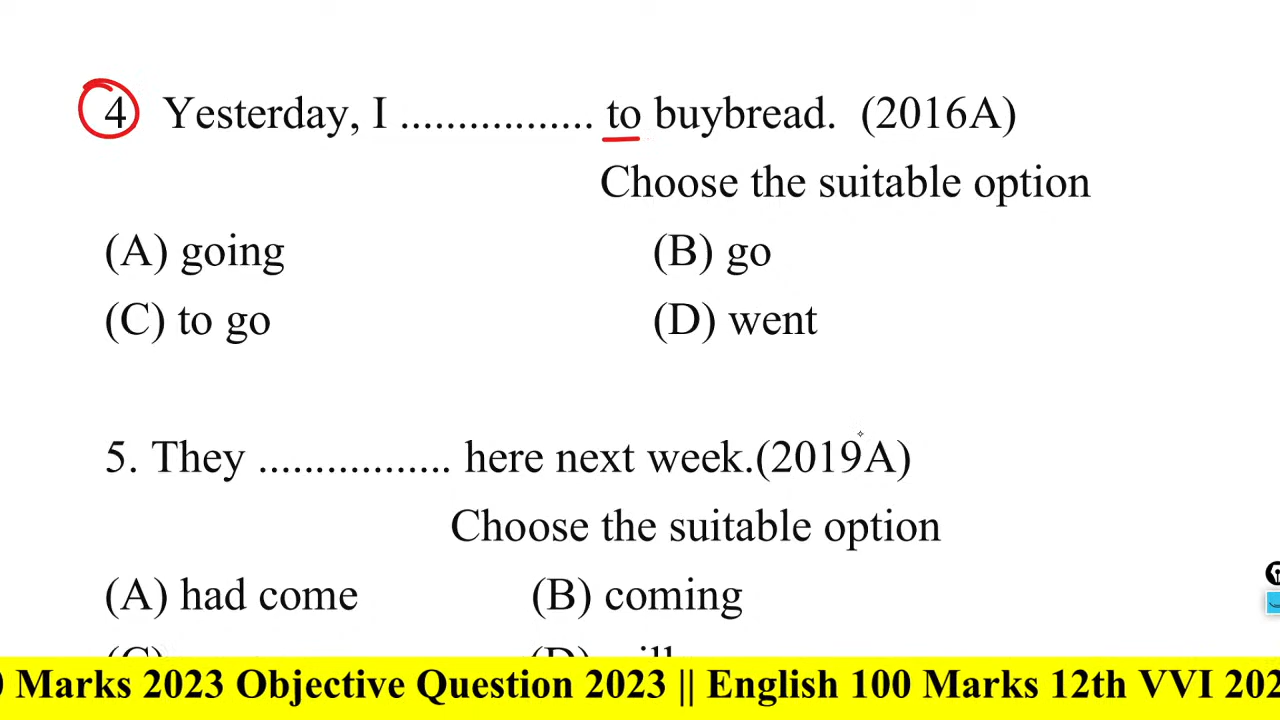 4 Yesterday, I ................. to buybread. (2016A)
Choose the suitable option
(A) going (B) go
(C) to go (D) went
5. They ................. here next week.(2019A)
Choose the suitable option
(A) had come (B) coming
(C) (D)
Marks 2023 Objective Question 2023 || English 100 Marks 12th VVI